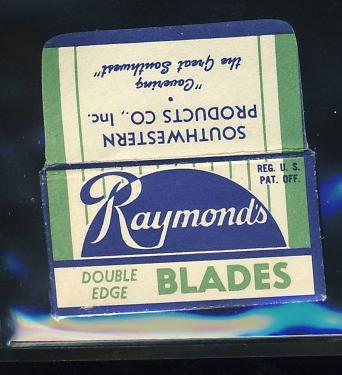 SOUTHWESTERN
PRODUCTS CO., Inc.
•
"Covering
the Great Southwest"
Raymond's
REG. U. S.
PAT. OFF.
DOUBLE
EDGE
BLADES